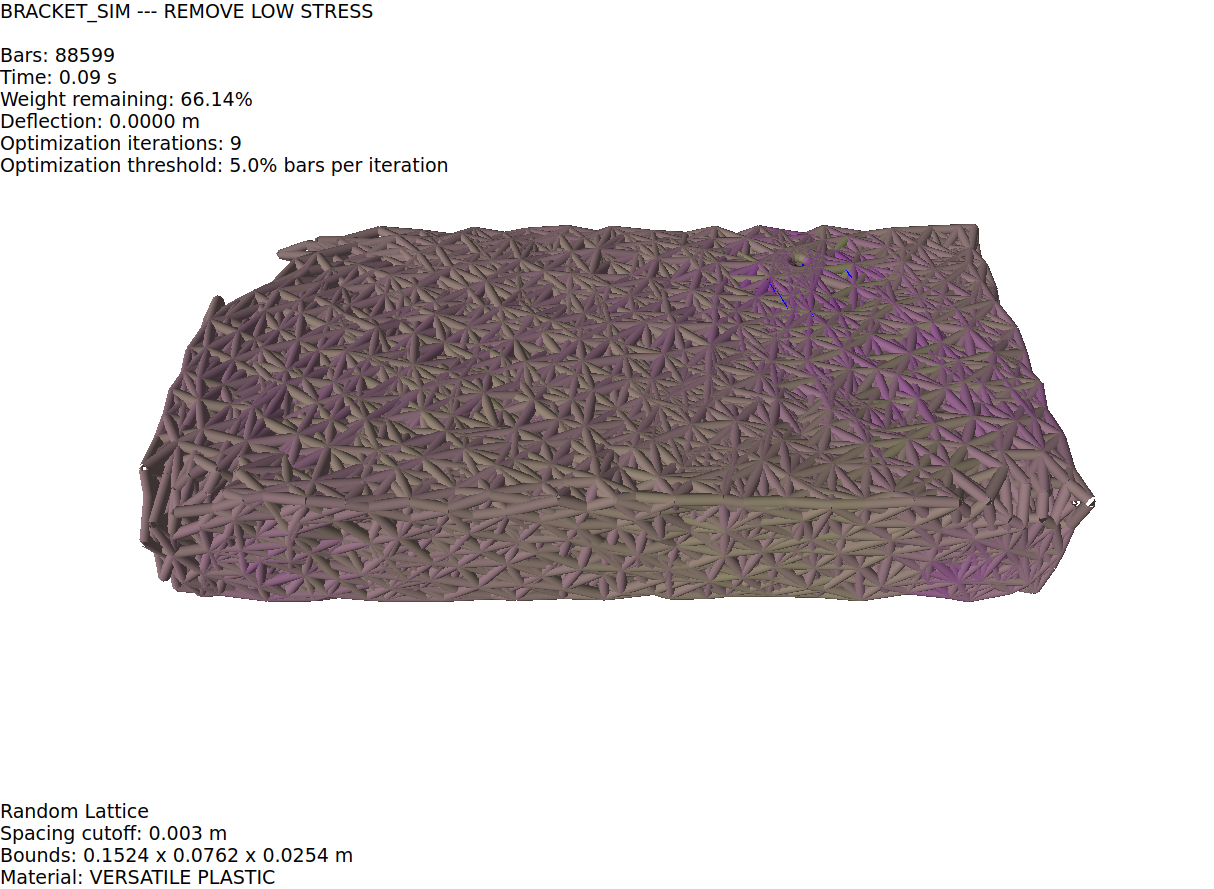 BRACKET_SIM --- REMOVE LOW STRESS
Bars: 88599
Time: 0.09 s
Weight remaining: 66.14%
Deflection: 0.0000 m
Optimization iterations: 9
Optimization threshold: 5.0% bars per iteration
Random Lattice
Spacing cutoff: 0.003 m
Bounds: 0.1524 x 0.0762 x 0.0254 m
Material: VERSATILE PLASTIC